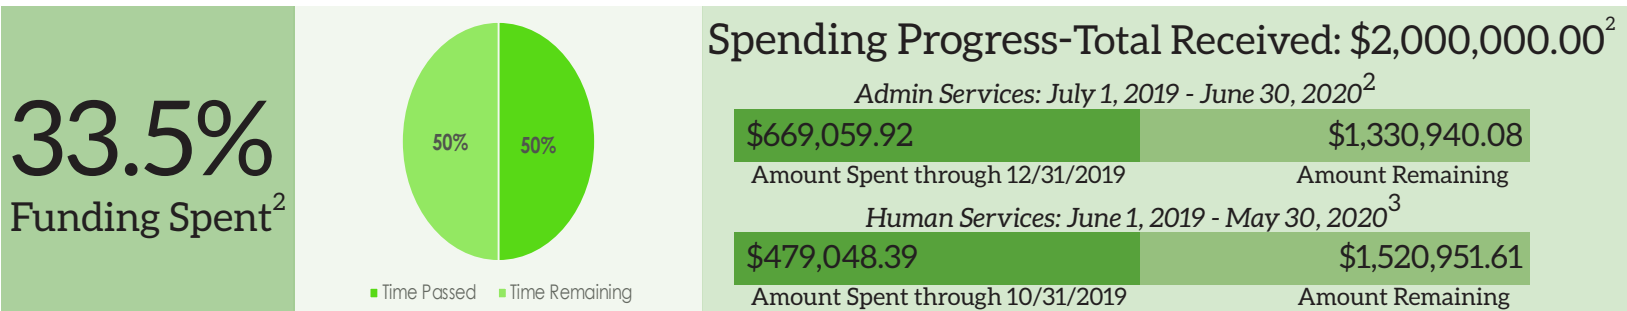 33.5%
Funding Spent2
50%
50%
Time Passed Time Remaining
Spending Progress-Total Received: $2,000,000.002
Admin Services: July 1, 2019 - June 30, 20202
$669,059.92 $1,330,940.08
Amount Spent through 12/31/2019 Amount Remaining
Human Services: June 1, 2019 - May 30, 20203
$479,048.39 $1,520,951.61
Amount Spent through 10/31/2019 Amount Remaining